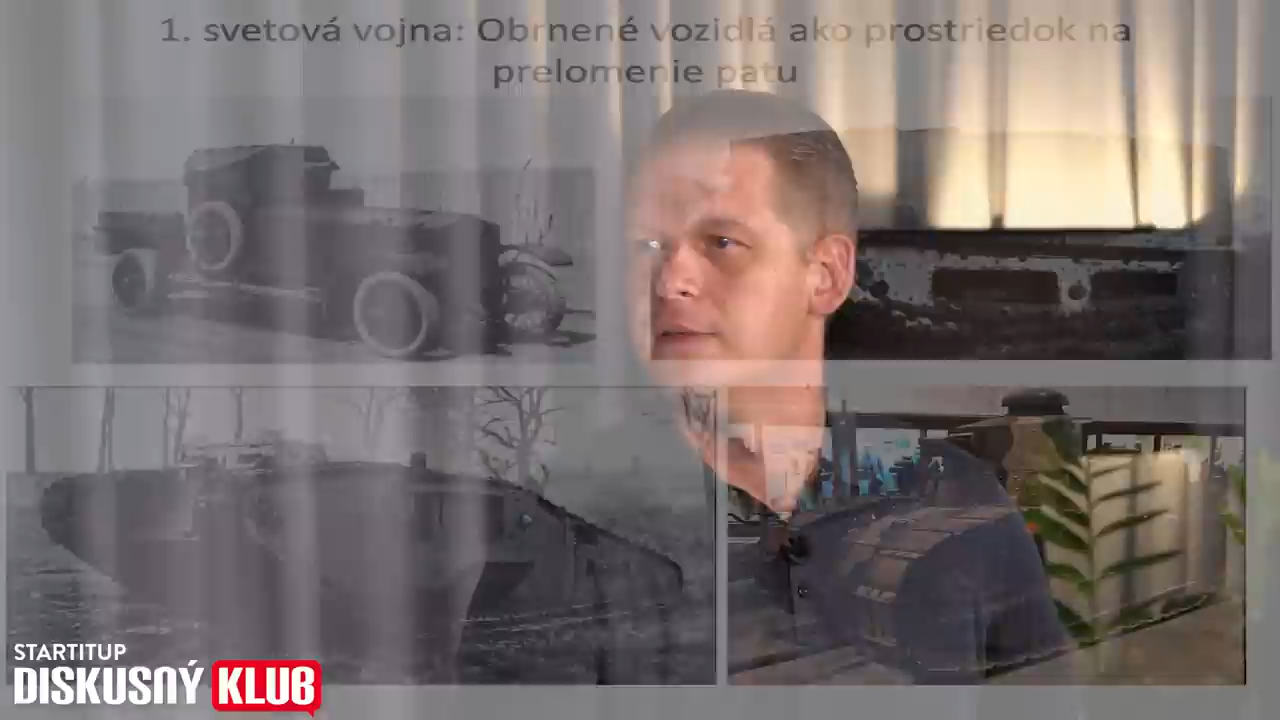 1. svetová vojna: Obrnené vozidlá ako prostriedok na
prelomenie patu
STARTITUP
DISKUSNÝ KLUB